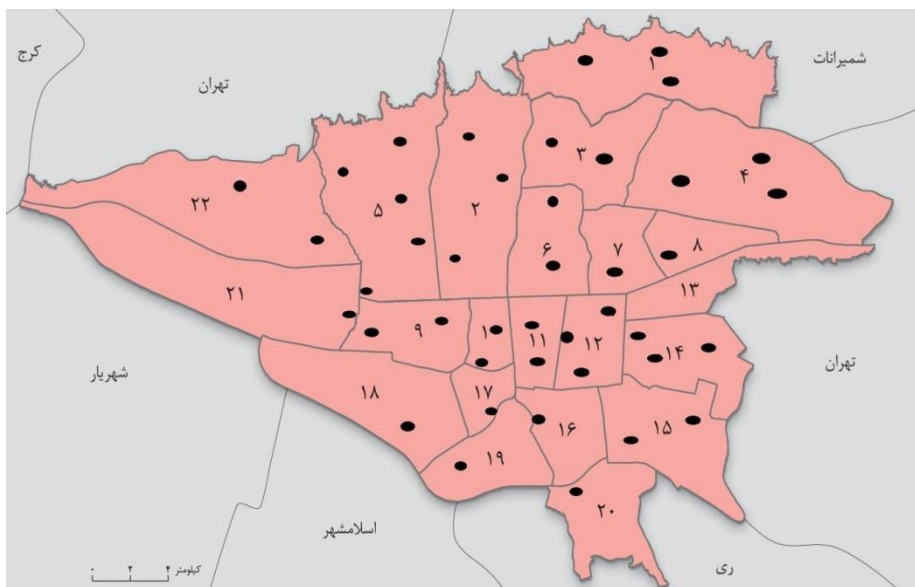 کرج
شمیرانات
تهران
۱
۳
۴
۲۲
۵
۲
۶
۷
۸
۲۱
۱۳
۹
۱
۱۱
۱۲
۱۴
تهران
شهریار
۱۸
۱۷
۱۶
۱۵
۱۹
۲۰
اسلامشهر
ری
۰ ۲ ۴ کیلومتر